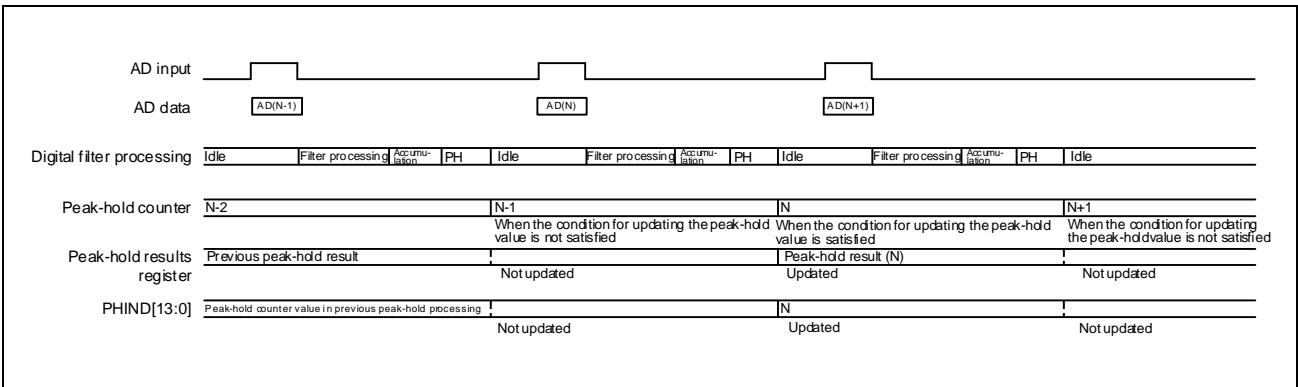 AD input
AD data AD(N-1) AD(N) AD(N+1)
Digital filter processing Idle Filter processing Accumu-lation PH Idle Filter processing Accumu-lation PH Idle Filter processing Accumu-lation PH Idle
Peak-hold counter N-2 N-1 N N+1
When the condition for updating the peak-hold value is not satisfied
When the condition for updating the peak-hold value is satisfied
When the condition for updating the peak-holdvalue is not satisfied
Peak-hold results register Previous peak-hold result Peak-hold result (N)
Not updated Updated Not updated
PHIND[13:0] Peak-hold counter value in previous peak-hold processing N
Not updated Updated Not updated